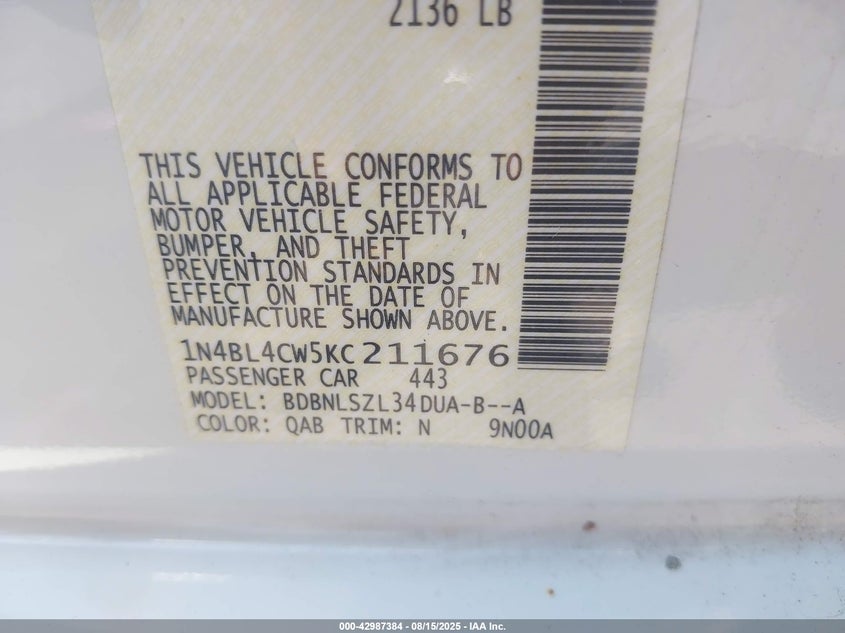 2136 LB
THIS VEHICLE CONFORMS TO
ALL APPLICABLE FEDERAL
MOTOR VEHICLE SAFETY,
BUMPER, AND THEFT
PREVENTION STANDARDS IN
EFFECT ON THE DATE OF
MANUFACTURE SHOWN ABOVE.
1N4BL4CW5KC211676
PASSENGER CAR 443
MODEL: BDBNLSZL34DUA-B--A
COLOR: QAB TRIM: N 9N00A
000-42987384 - 08/15/2025 - IAA Inc.